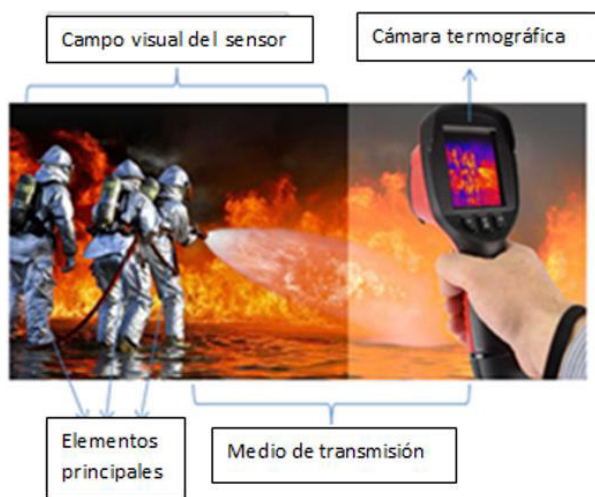 Campo visual del sensor
Cámara termográfica
Elementos
principales
Medio de transmisión